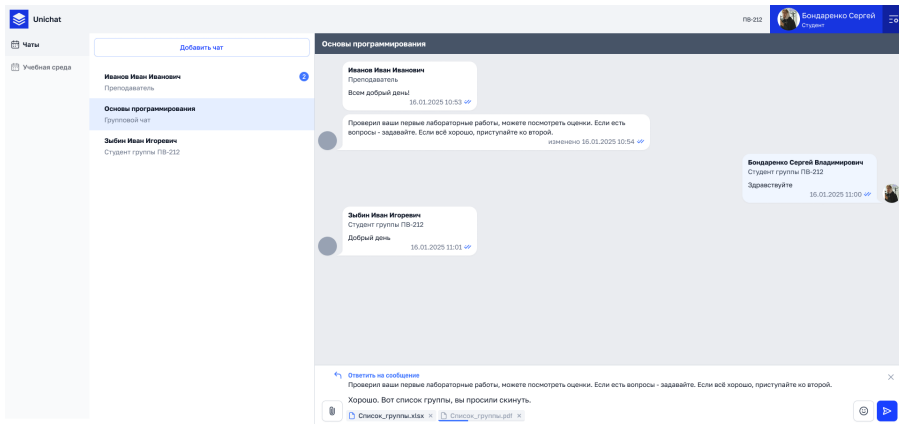 Unichat
ПВ-212
Бондаренко Сергей
Студент
Чаты
Учебная среда
Добавить чат
Иванов Иван Иванович
2
Преподаватель
Основы программирования
Групповой чат
Зыбин Иван Игоревич
Студент группы ПВ-212
Основы программирования
Иванов Иван Иванович
Преподаватель
Всем добрый день!
16.01.2025 10:53
Проверил ваши первые лабораторные работы, можете посмотреть оценки. Если есть
вопросы - задавайте. Если всё хорошо, приступайте ко второй.
изменено 16.01.2025 10:54
Бондаренко Сергей Владимирович
Студент группы ПВ-212
Здравствуйте
16.01.2025 11:00
Зыбин Иван Игоревич
Студент группы ПВ-212
Добрый день
16.01.2025 11:01
Ответить на сообщение
Проверил ваши первые лабораторные работы, можете посмотреть оценки. Если есть вопросы - задавайте. Если всё хорошо, приступайте ко второй.
Хорошо. Вот список группы, вы просили скинуть.
Список_группы.xlsx
Список_группы.pdf